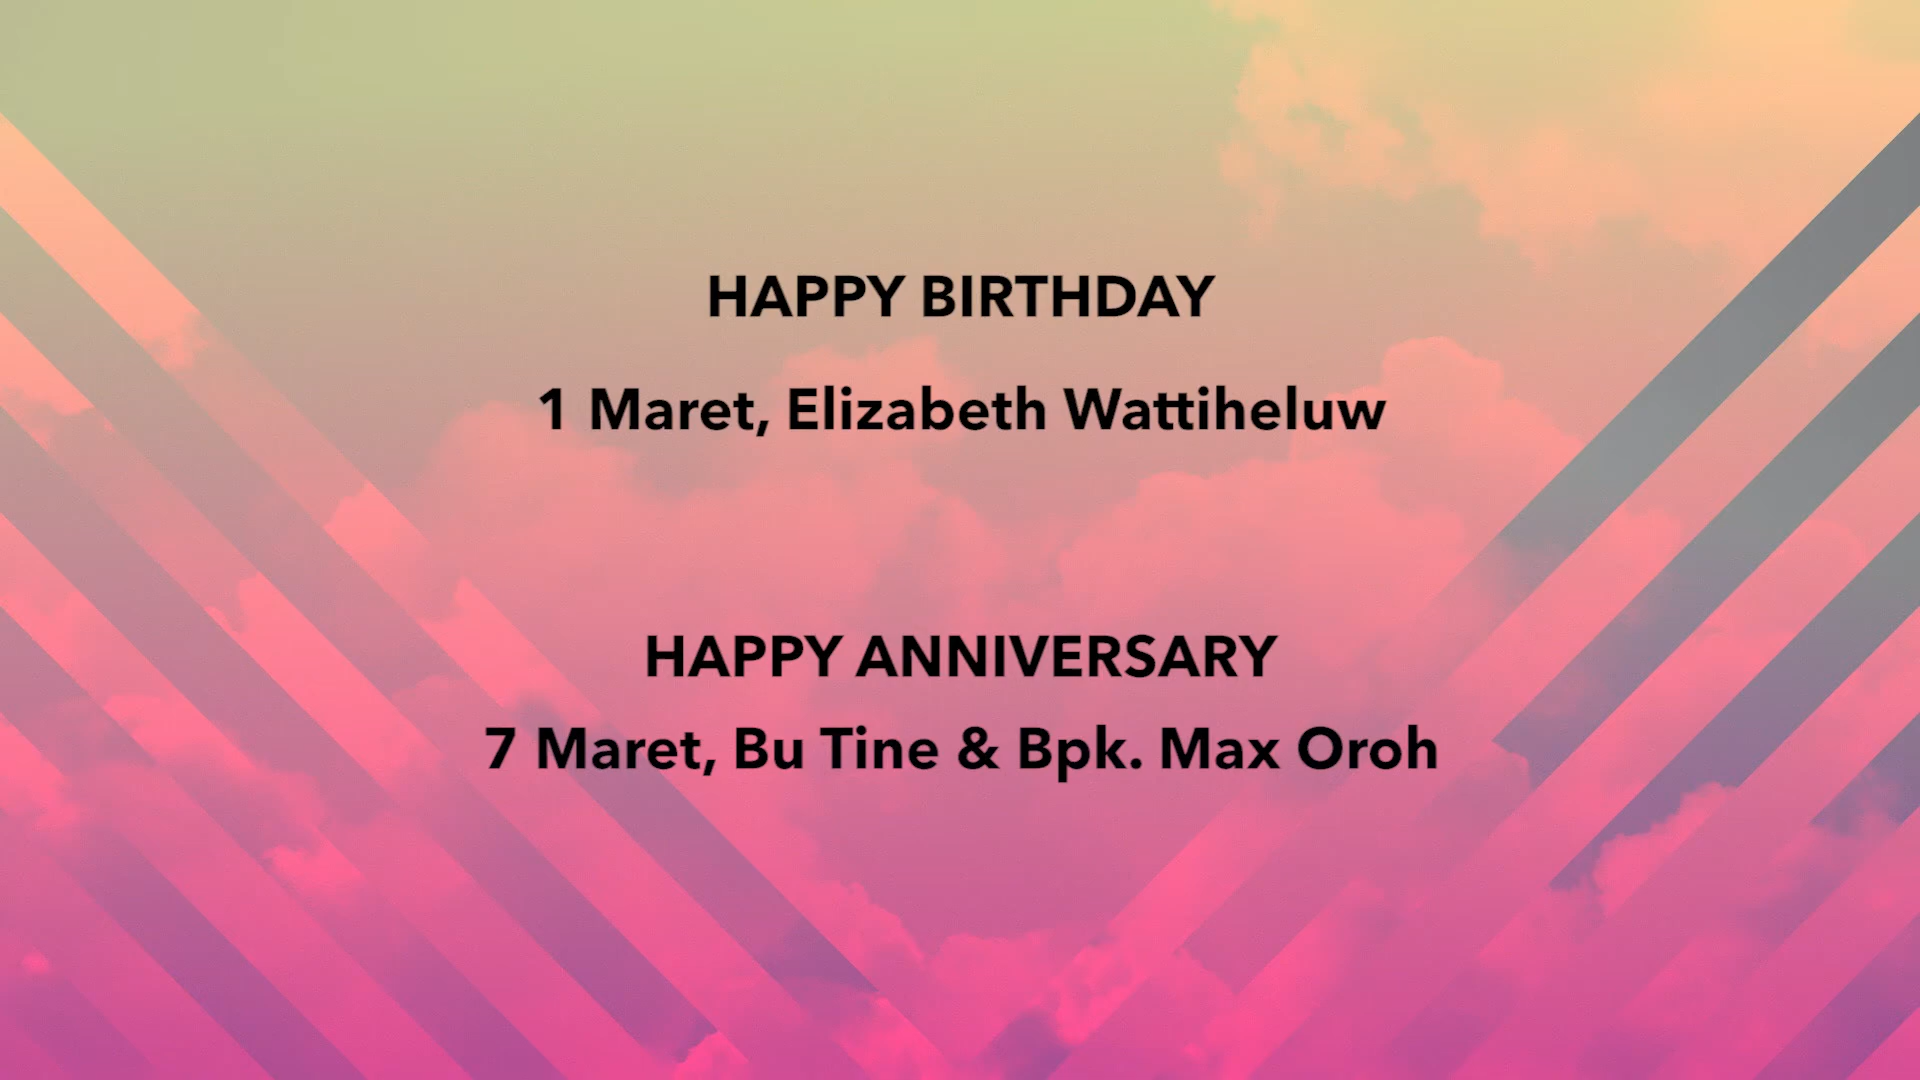 HAPPY BIRTHDAY
1 Maret, Elizabeth Wattiheluw
HAPPY ANNIVERSARY
7 Maret, Bu Tine & Bpk. Max Oroh